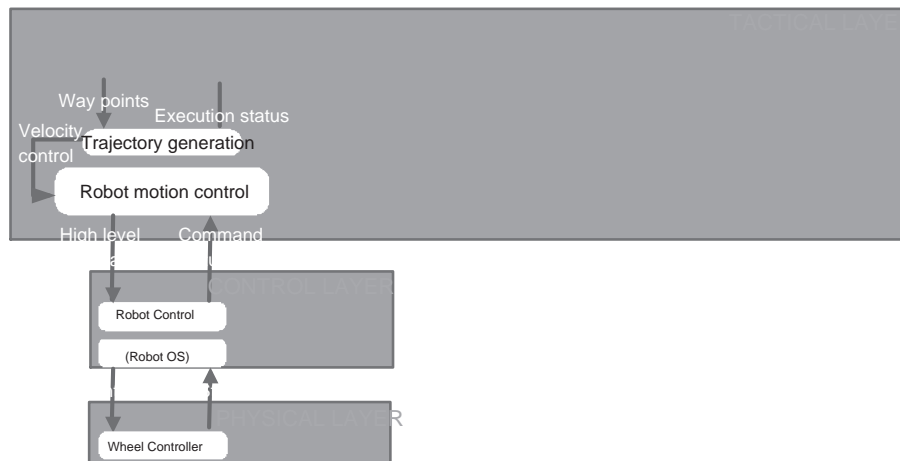 TACTICAL LAYE
Way points
Execution status
Velocity
control
Trajectory generation
Robot motion control
High level
Command
CONTROL LAYER
Robot Control
(Robot OS)
PHYSICAL LAYER
Wheel Controller